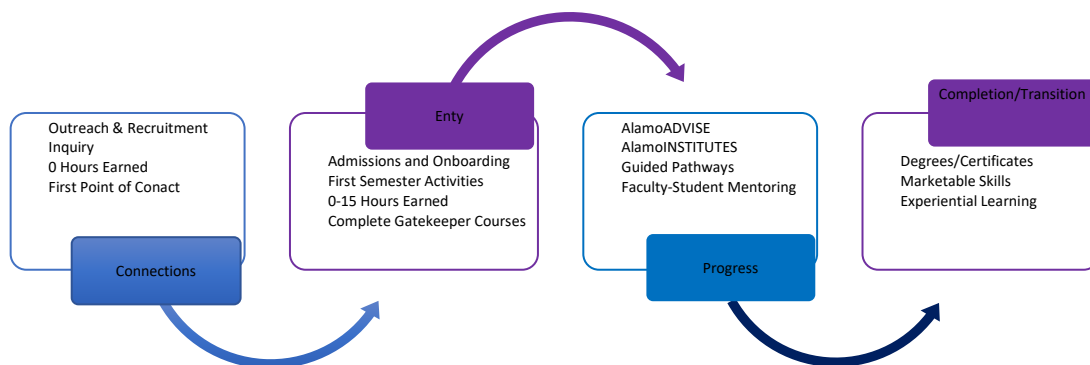 Outreach & Recruitment
Inquiry
0 Hours Earned
First Point of Conact
Connections
Enty
Admissions and Onboarding
First Semester Activities
0-15 Hours Earned
Complete Gatekeeper Courses
AlamoADVISE
AlamoINSTITUTES
Guided Pathways
Faculty-Student Mentoring
Progress
Completion/Transition
Degrees/Certificates
Marketable Skills
Experiential Learning